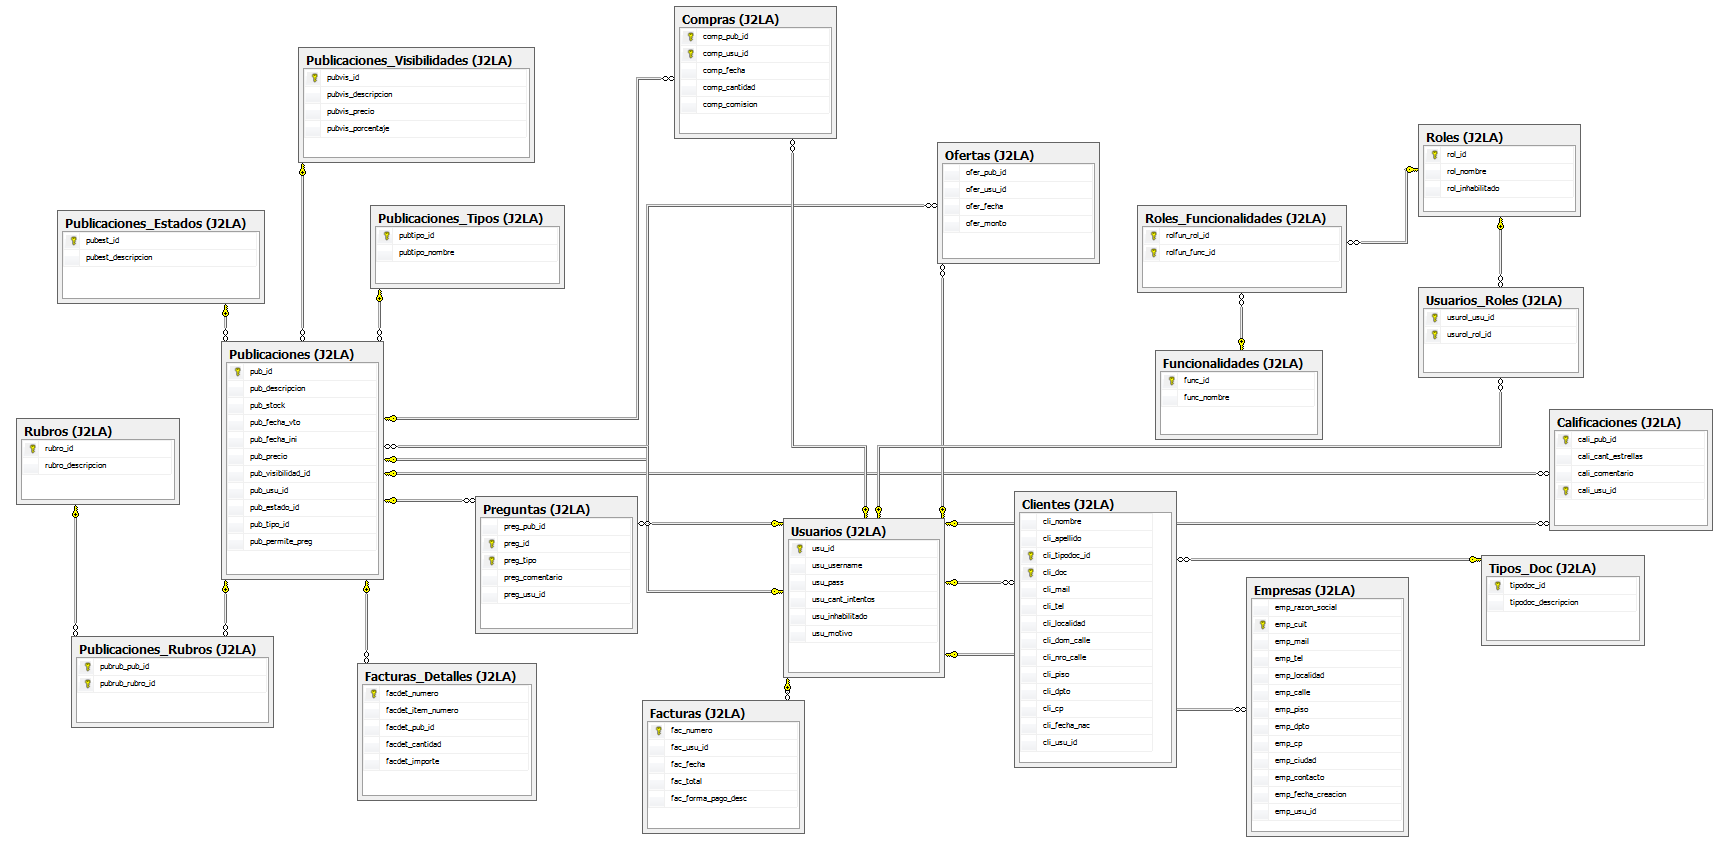 Compras (J2LA)
comp_pub_id
comp_usu_id
comp_fecha
comp_cantidad
comp_comision
Publicaciones_Visibilidades (J2LA)
pubvis_id
pubvis_descripcion
pubvis_precio
pubvis_porcentaje
Ofertas (J2LA)
ofer_pub_id
ofer_usu_id
ofer_fecha
ofer_monto
Roles (J2LA)
rol_id
rol_nombre
rol_inhabilitado
Publicaciones_Estados (J2LA)
pubest_id
pubest_descripcion
Publicaciones_Tipos (J2LA)
pubtipo_id
pubtipo_nombre
Roles_Funcionalidades (J2LA)
rolfun_rol_id
rolfun_func_id
Usuarios_Roles (J2LA)
usurol_usu_id
usurol_rol_id
Publicaciones (J2LA)
pub_id
pub_descripcion
pub_stock
pub_fecha_vto
pub_fecha_ini
pub_precio
pub_visibilidad_id
pub_usu_id
pub_estado_id
pub_tipo_id
pub_permite_preg
Funcionalidades (J2LA)
func_id
func_nombre
Rubros (J2LA)
rubro_id
rubro_descripcion
Calificaciones (J2LA)
cali_pub_id
cali_cant_estrellas
cali_comentario
cali_usu_id
Preguntas (J2LA)
preg_pub_id
preg_id
preg_tipo
preg_comentario
preg_usu_id
Usuarios (J2LA)
usu_id
usu_username
usu_pass
usu_cant_intentos
usu_inhabilitado
usu_motivo
Clientes (J2LA)
cli_nombre
cli_apellido
cli_tipodoc_id
cli_doc
cli_mail
cli_tel
cli_localidad
cli_dom_calle
cli_nro_calle
cli_piso
cli_dpto
cli_cp
cli_fecha_nac
cli_usu_id
Tipos_Doc (J2LA)
tipodoc_id
tipodoc_descripcion
Empresas (J2LA)
emp_razon_social
emp_cuit
emp_mail
emp_tel
emp_localidad
emp_calle
emp_piso
emp_dpto
emp_cp
emp_ciudad
emp_contacto
emp_fecha_creacion
emp_usu_id
Publicaciones_Rubros (J2LA)
pubrub_pub_id
pubrub_rubro_id
Facturas_Detalles (J2LA)
facdet_numero
facdet_item_numero
facdet_pub_id
facdet_cantidad
facdet_importe
Facturas (J2LA)
fac_numero
fac_usu_id
fac_fecha
fac_total
fac_forma_pago_desc